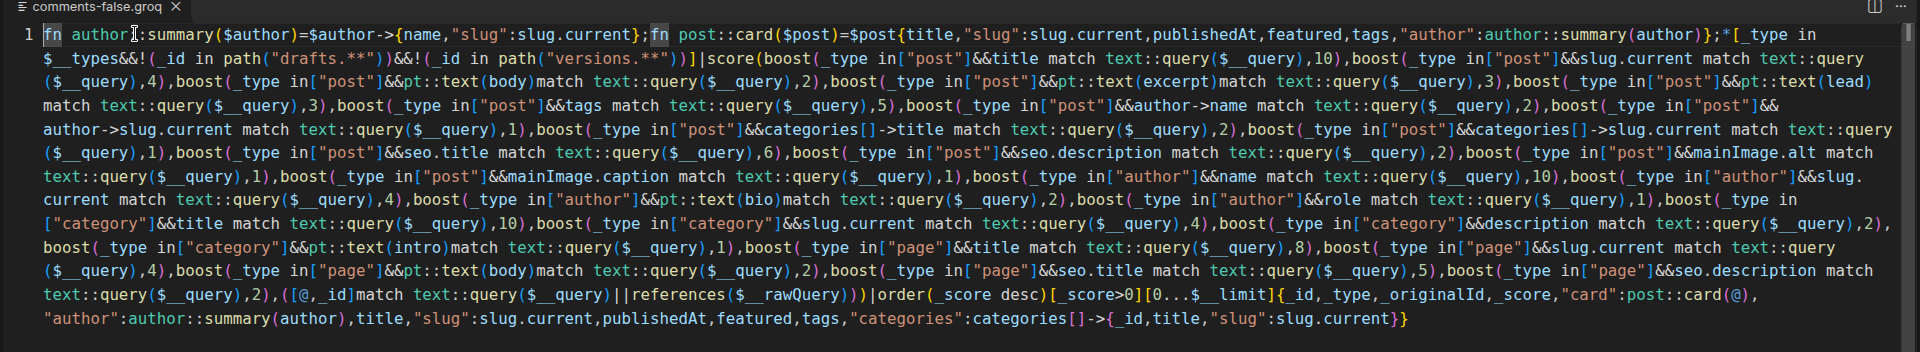 comments-false.groq
1 fn author::summary($author)=$author->{name,"slug":slug.current};fn post::card($post)=$post{title,"slug":slug.current,publishedAt,featured,tags,"author":author::summary(author)};*[_type in
$__types&&!(_id in path("drafts.**"))&&!(_id in path("versions.**"))]|score(boost(_type in["post"]&&title match text::query($__query),10),boost(_type in["post"]&&slug.current match text::query
($__query),4),boost(_type in["post"]&&pt::text(body)match text::query($__query),2),boost(_type in["post"]&&pt::text(excerpt)match text::query($__query),3),boost(_type in["post"]&&pt::text(lead)
match text::query($__query),3),boost(_type in["post"]&&tags match text::query($__query),5),boost(_type in["post"]&&author->name match text::query($__query),2),boost(_type in["post"]&&
author->slug.current match text::query($__query),1),boost(_type in["post"]&&categories[]->title match text::query($__query),2),boost(_type in["post"]&&categories[]->slug.current match text::query
($__query),1),boost(_type in["post"]&&seo.title match text::query($__query),6),boost(_type in["post"]&&seo.description match text::query($__query),2),boost(_type in["post"]&&mainImage.alt match
text::query($__query),1),boost(_type in["post"]&&mainImage.caption match text::query($__query),1),boost(_type in["author"]&&name match text::query($__query),10),boost(_type in["author"]&&slug.
current match text::query($__query),4),boost(_type in["author"]&&pt::text(bio)match text::query($__query),2),boost(_type in["author"]&&role match text::query($__query),1),boost(_type in
["category"]&&title match text::query($__query),10),boost(_type in["category"]&&slug.current match text::query($__query),4),boost(_type in["category"]&&description match text::query($__query),2),
boost(_type in["category"]&&pt::text(intro)match text::query($__query),1),boost(_type in["page"]&&title match text::query($__query),8),boost(_type in["page"]&&slug.current match text::query
($__query),4),boost(_type in["page"]&&pt::text(body)match text::query($__query),2),boost(_type in["page"]&&seo.title match text::query($__query),5),boost(_type in["page"]&&seo.description match
text::query($__query),2),([@,_id]match text::query($__query)||references($__rawQuery)))|order(_score desc)[_score>0][0...$__limit]{_id,_type,_originalId,_score,"card":post::card(@),
"author":author::summary(author),title,"slug":slug.current,publishedAt,featured,tags,"categories":categories[]->{_id,title,"slug":slug.current}}